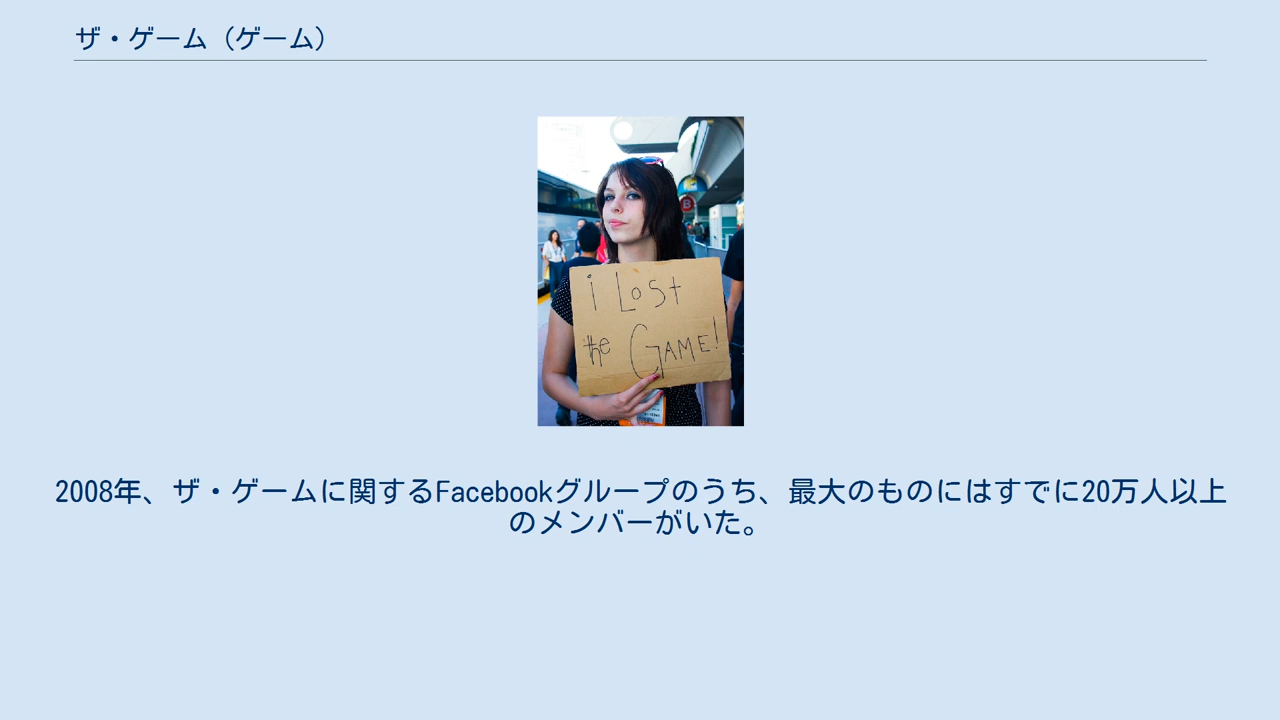 ザ・ゲーム（ゲーム）
i Lost
the GAME!
2008年、ザ・ゲームに関するFacebookグループのうち、最大のものにはすでに20万人以上
のメンバーがいた。